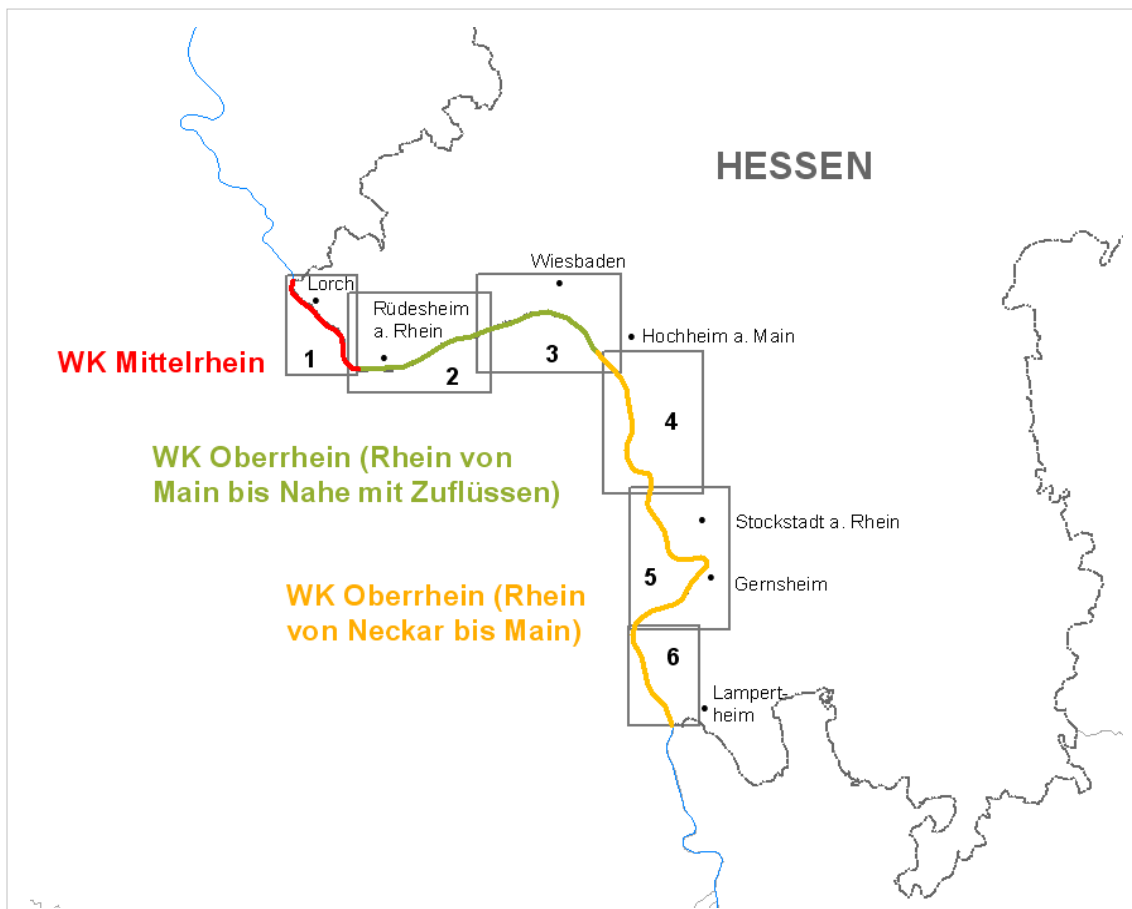 HESSEN
Wiesbaden
Lorch
Rüdesheim
a. Rhein
Hochheim a. Main
WK Mittelrhein
1
2
3
4
WK Oberrhein (Rhein von
Main bis Nahe mit Zuflüssen)
Stockstadt a. Rhein
5
Gernsheim
WK Oberrhein (Rhein
von Neckar bis Main)
6
Lampert-
heim